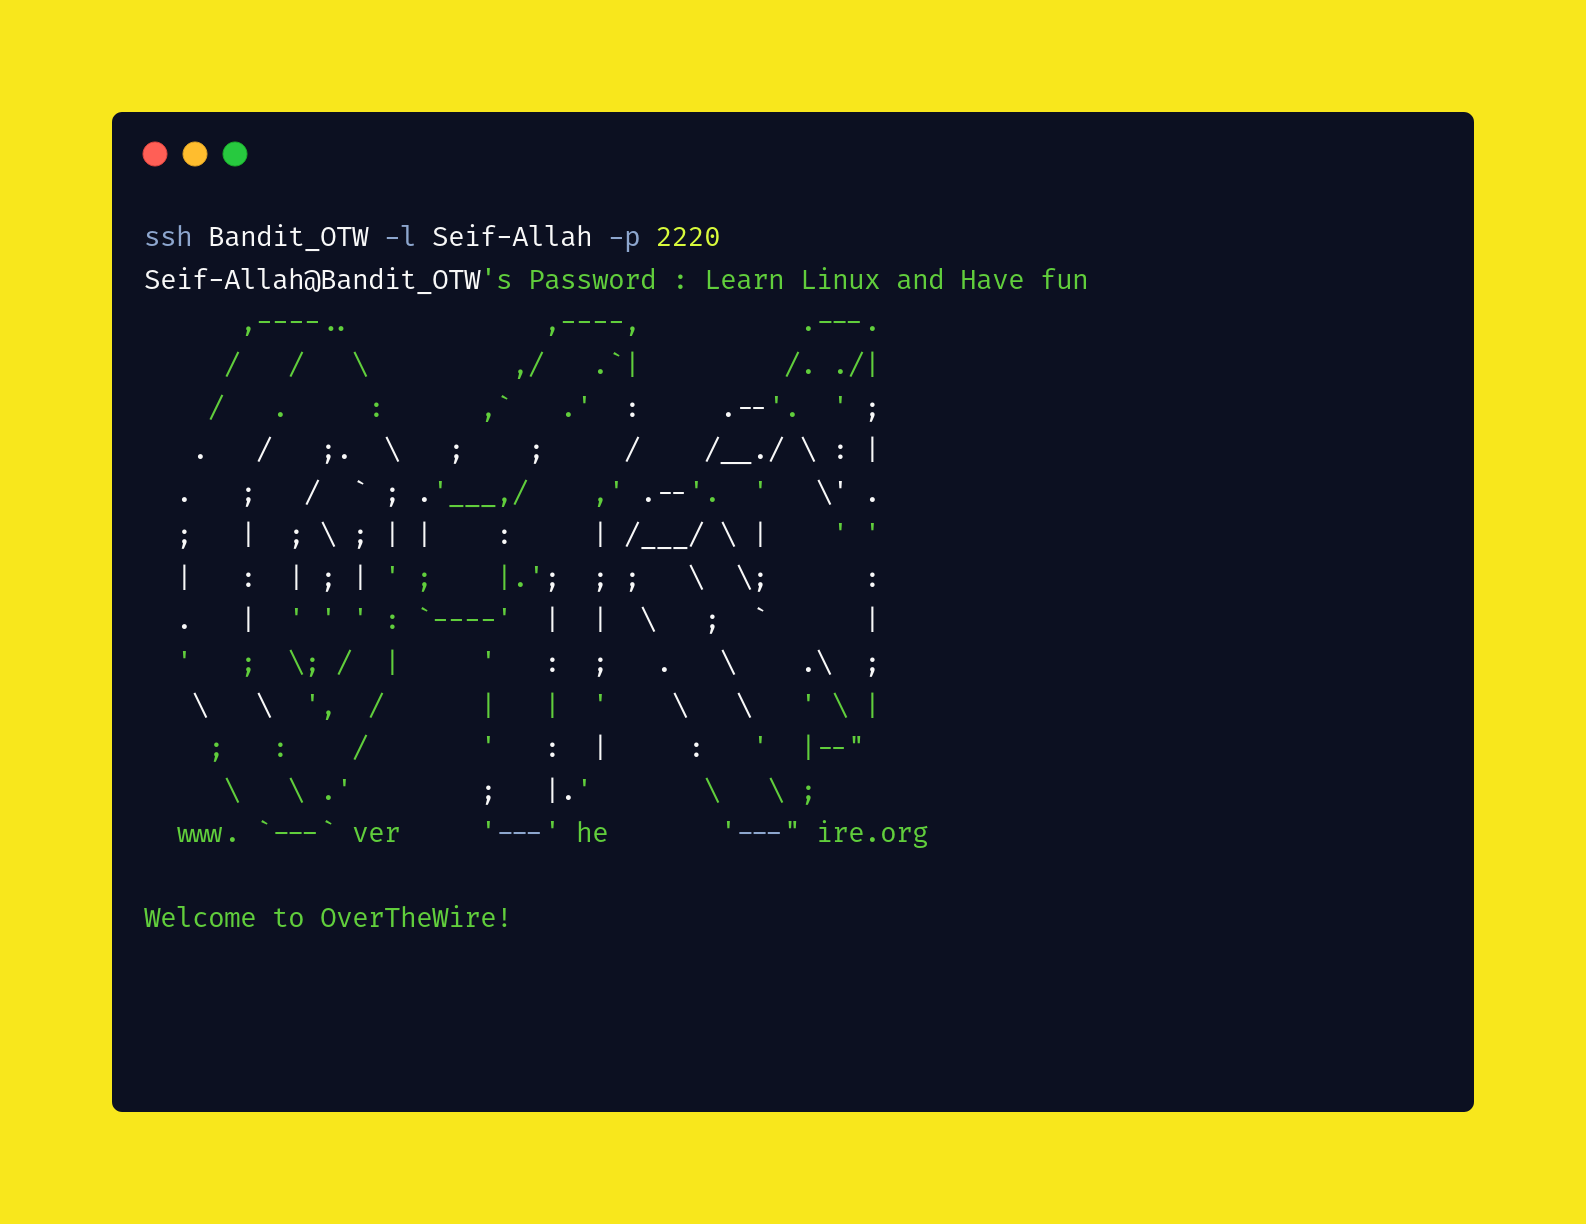 ssh Bandit_OTW -l Seif-Allah -p 2220
Seif-Allah@Bandit_OTW's Password : Learn Linux and Have fun
      ,----..            ,----,          .---.
     /   /   \         ,/   .`|         /. ./|
    /   .     :      ,`   .'  :     .--'.  ' ;
   .   /   ;.  \   ;    ;     /    /__./ \ : |
  .   ;   /  ` ; .'___,/    ,' .--'.  '   \' .
  ;   |  ; \ ; | |    :     | /___/ \ |    ' '
  |   :  | ; | ' ;    |.';  ; ;   \  \;      :
  .   |  ' ' ' : `----'  |  |  \   ;  `      |
  '   ;  \; /  |     '   :  ;   .   \    .\  ;
   \   \  ',  /      |   |  '    \   \   ' \ |
    ;   :    /       '   :  |     :   '  |--"
     \   \ .'        ;   |.'       \   \ ;
  www. `---` ver     '---' he       '---" ire.org
Welcome to OverTheWire!